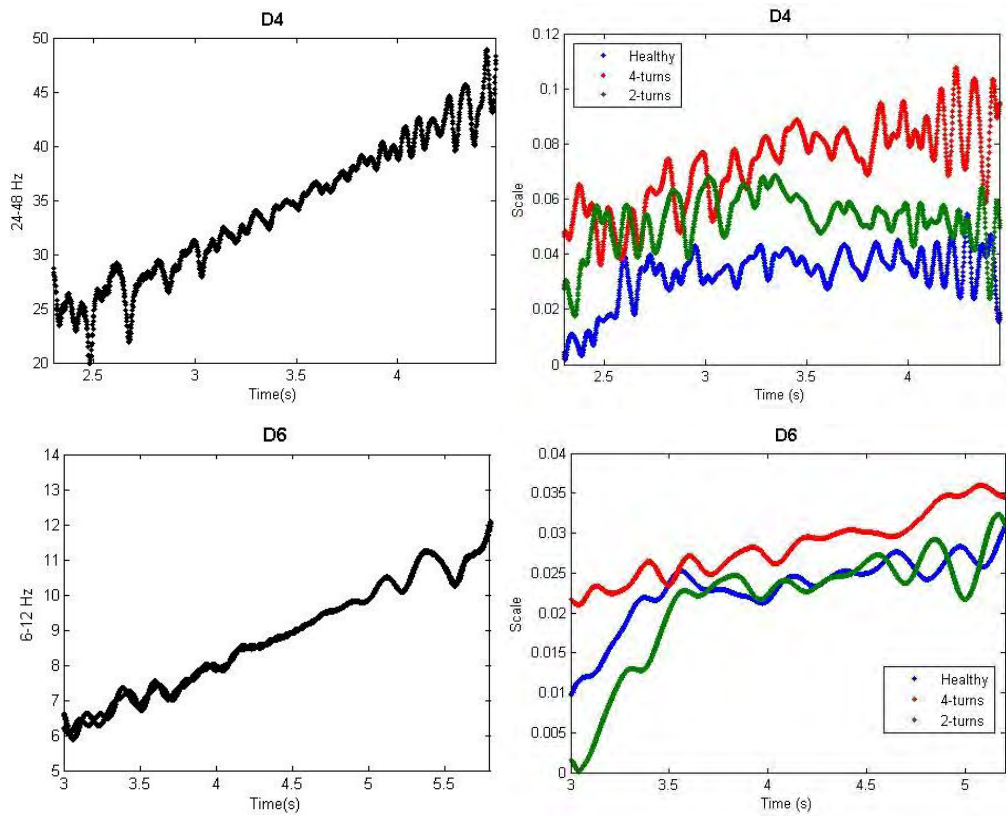 D4
50
45
40
35
30
25
20
24-48 Hz
2.5 3 3.5 4
Time(s)
D4
0.12
0.1
0.08
0.06
0.04
0.02
0
Scale
Healthy
4-turns
2-turns
2.5 3 3.5 4
Time (s)
D6
14
13
12
11
10
9
8
7
6
5
6-12 Hz
3 3.5 4 4.5 5 5.5
Time(s)
D6
0.04
0.035
0.03
0.025
0.02
0.015
0.01
0.005
0
Scale
Healthy
4-turns
2-turns
3 3.5 4 4.5 5
Time (s)